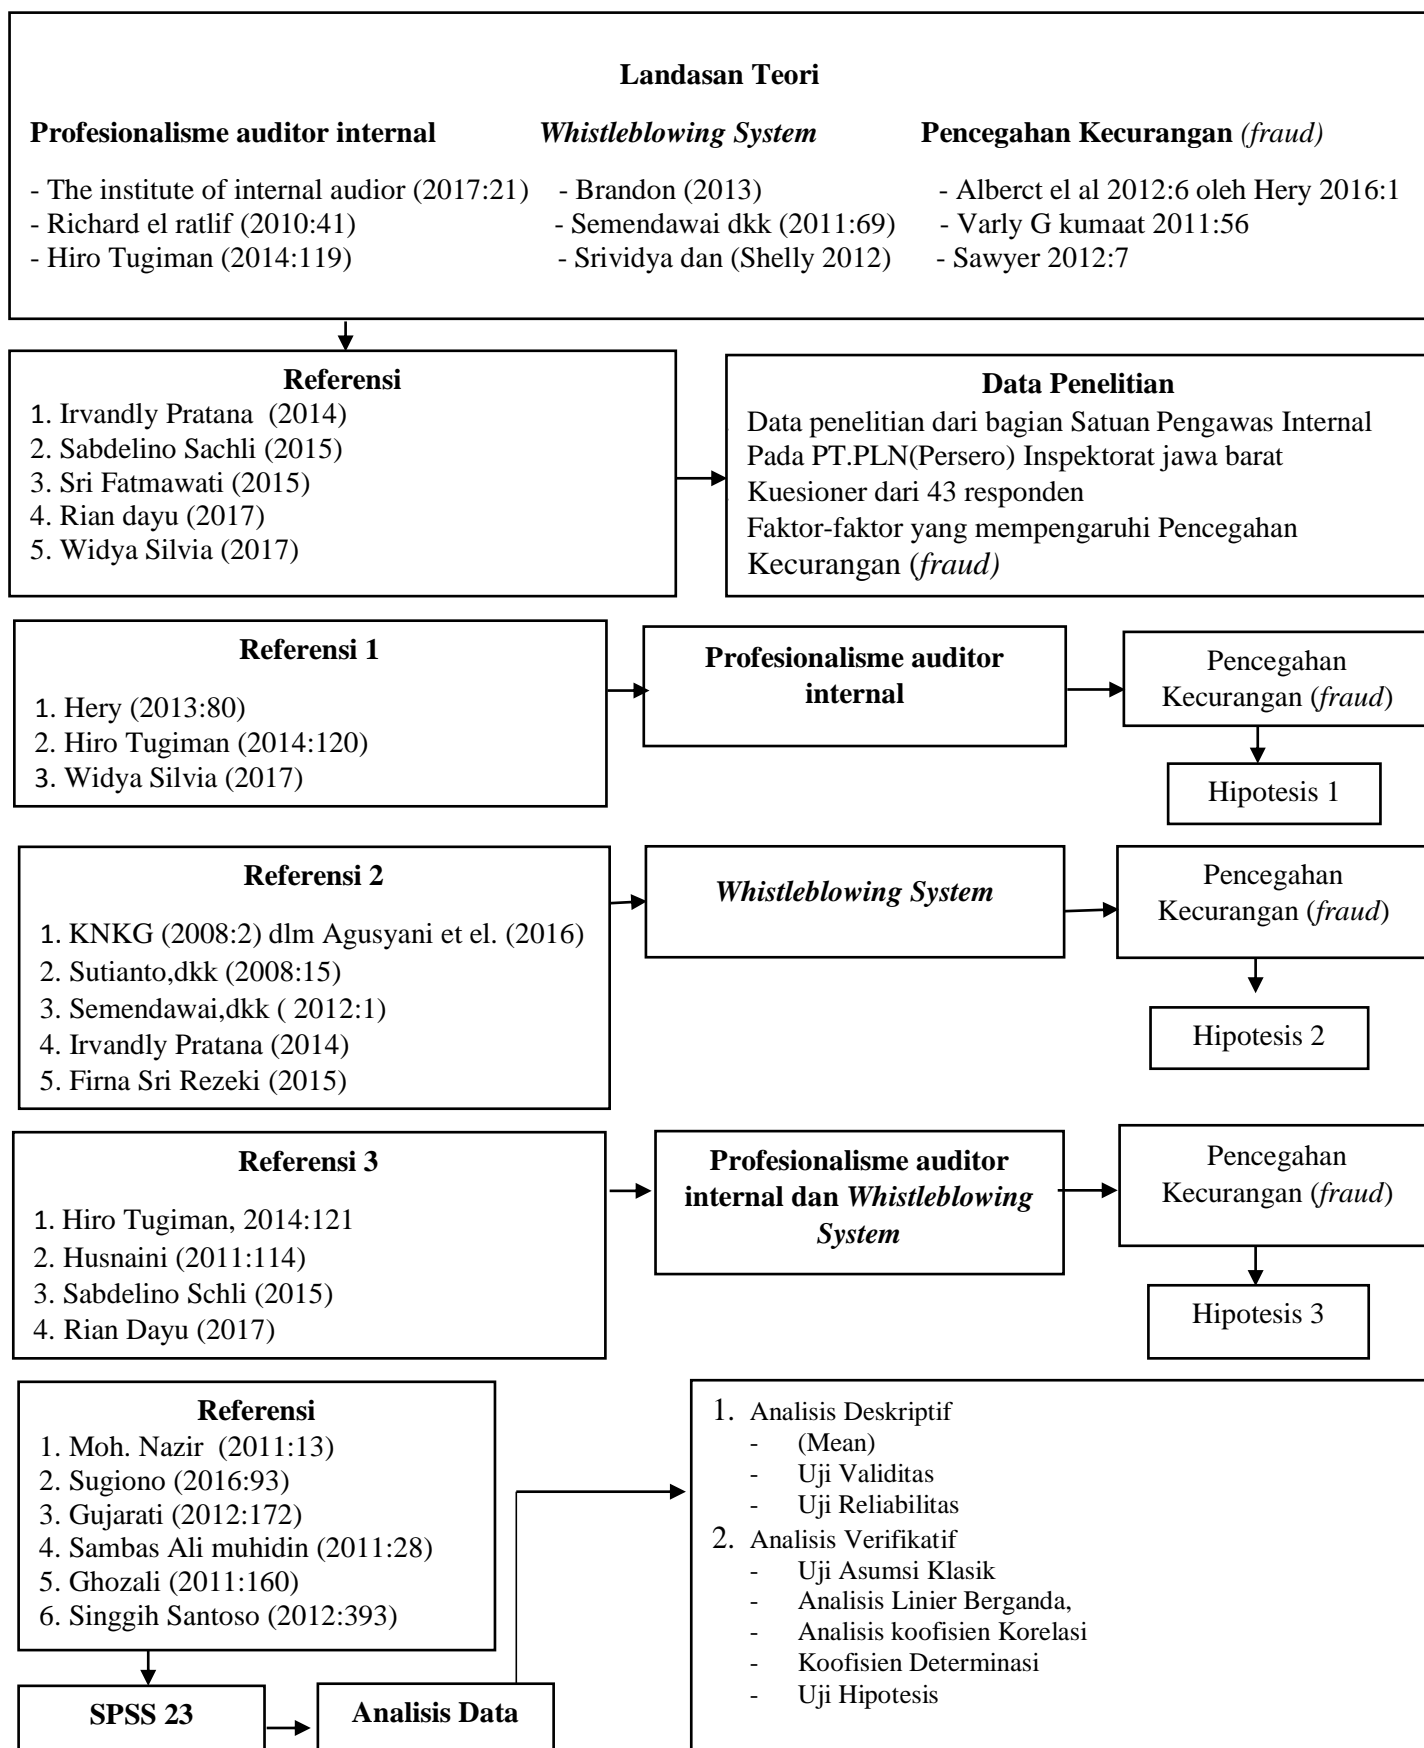 Landasan Teori
Profesionalisme auditor internal
- The institute of internal audior (2017:21)
- Richard el ratlif (2010:41)
- Hiro Tugiman (2014:119)
Whistleblowing System
- Brandon (2013)
- Semendawai dkk (2011:69)
- Srividya dan (Shelly 2012)
Pencegahan Kecurangan (fraud)
- Alberct el al 2012:6 oleh Hery 2016:1
- Varly G kumaat 2011:56
- Sawyer 2012:7
Referensi
1. Irvandly Pratana (2014)
2. Sabdelino Sachli (2015)
3. Sri Fatmawati (2015)
4. Rian dayu (2017)
5. Widya Silvia (2017)
Data Penelitian
Data penelitian dari bagian Satuan Pengawas Internal
Pada PT.PLN(Persero) Inspektorat jawa barat
Kuesioner dari 43 responden
Faktor-faktor yang mempengaruhi Pencegahan
Kecurangan (fraud)
Referensi 1
1. Hery (2013:80)
2. Hiro Tugiman (2014:120)
3. Widya Silvia (2017)
Profesionalisme auditor
internal
Pencegahan
Kecurangan (fraud)
Hipotesis 1
Referensi 2
1. KNKG (2008:2) dlm Agusyani et el. (2016)
2. Sutianto,dkk (2008:15)
3. Semendawai,dkk ( 2012:1)
4. Irvandly Pratana (2014)
5. Firna Sri Rezeki (2015)
Whistleblowing System
Pencegahan
Kecurangan (fraud)
Hipotesis 2
Referensi 3
1. Hiro Tugiman, 2014:121
2. Husnaini (2011:114)
3. Sabdelino Schli (2015)
4. Rian Dayu (2017)
Profesionalisme auditor
internal dan Whistleblowing
System
Pencegahan
Kecurangan (fraud)
Hipotesis 3
Referensi
1. Moh. Nazir (2011:13)
2. Sugiono (2016:93)
3. Gujarati (2012:172)
4. Sambas Ali muhidin (2011:28)
5. Ghozali (2011:160)
6. Singgih Santoso (2012:393)
SPSS 23
Analisis Data
1. Analisis Deskriptif
- (Mean)
- Uji Validitas
- Uji Reliabilitas
2. Analisis Verifikatif
- Uji Asumsi Klasik
- Analisis Linier Berganda,
- Analisis koofisien Korelasi
- Koofisien Determinasi
- Uji Hipotesis